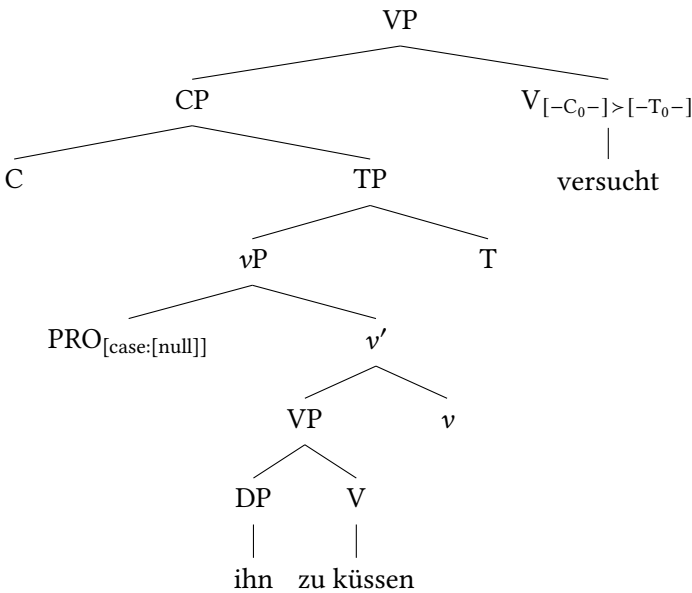 VP
CP V[−C₀−]≻[−T₀−]
C TP versucht
vP T
PRO[case:[null]] v′
VP v
DP V
ihn zu küssen